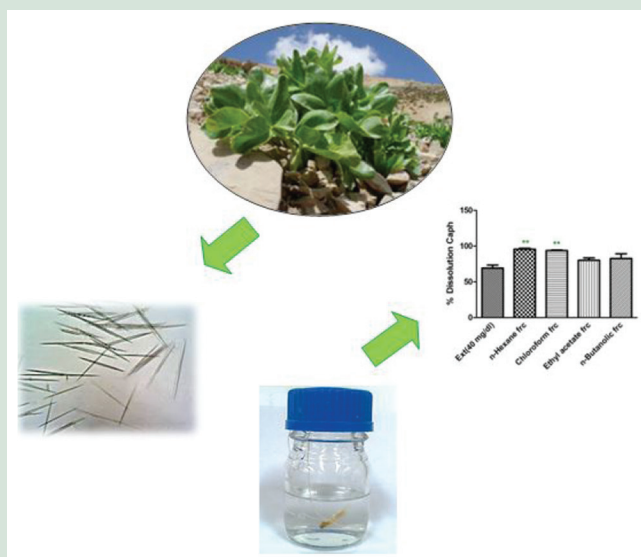 150
100
50
0
% Dissolution Caph
**
**
Ext(40 mg/dl)
n-Hexane frc
Chloroform frc
Ethyl acetate frc
n-Butanolic frc